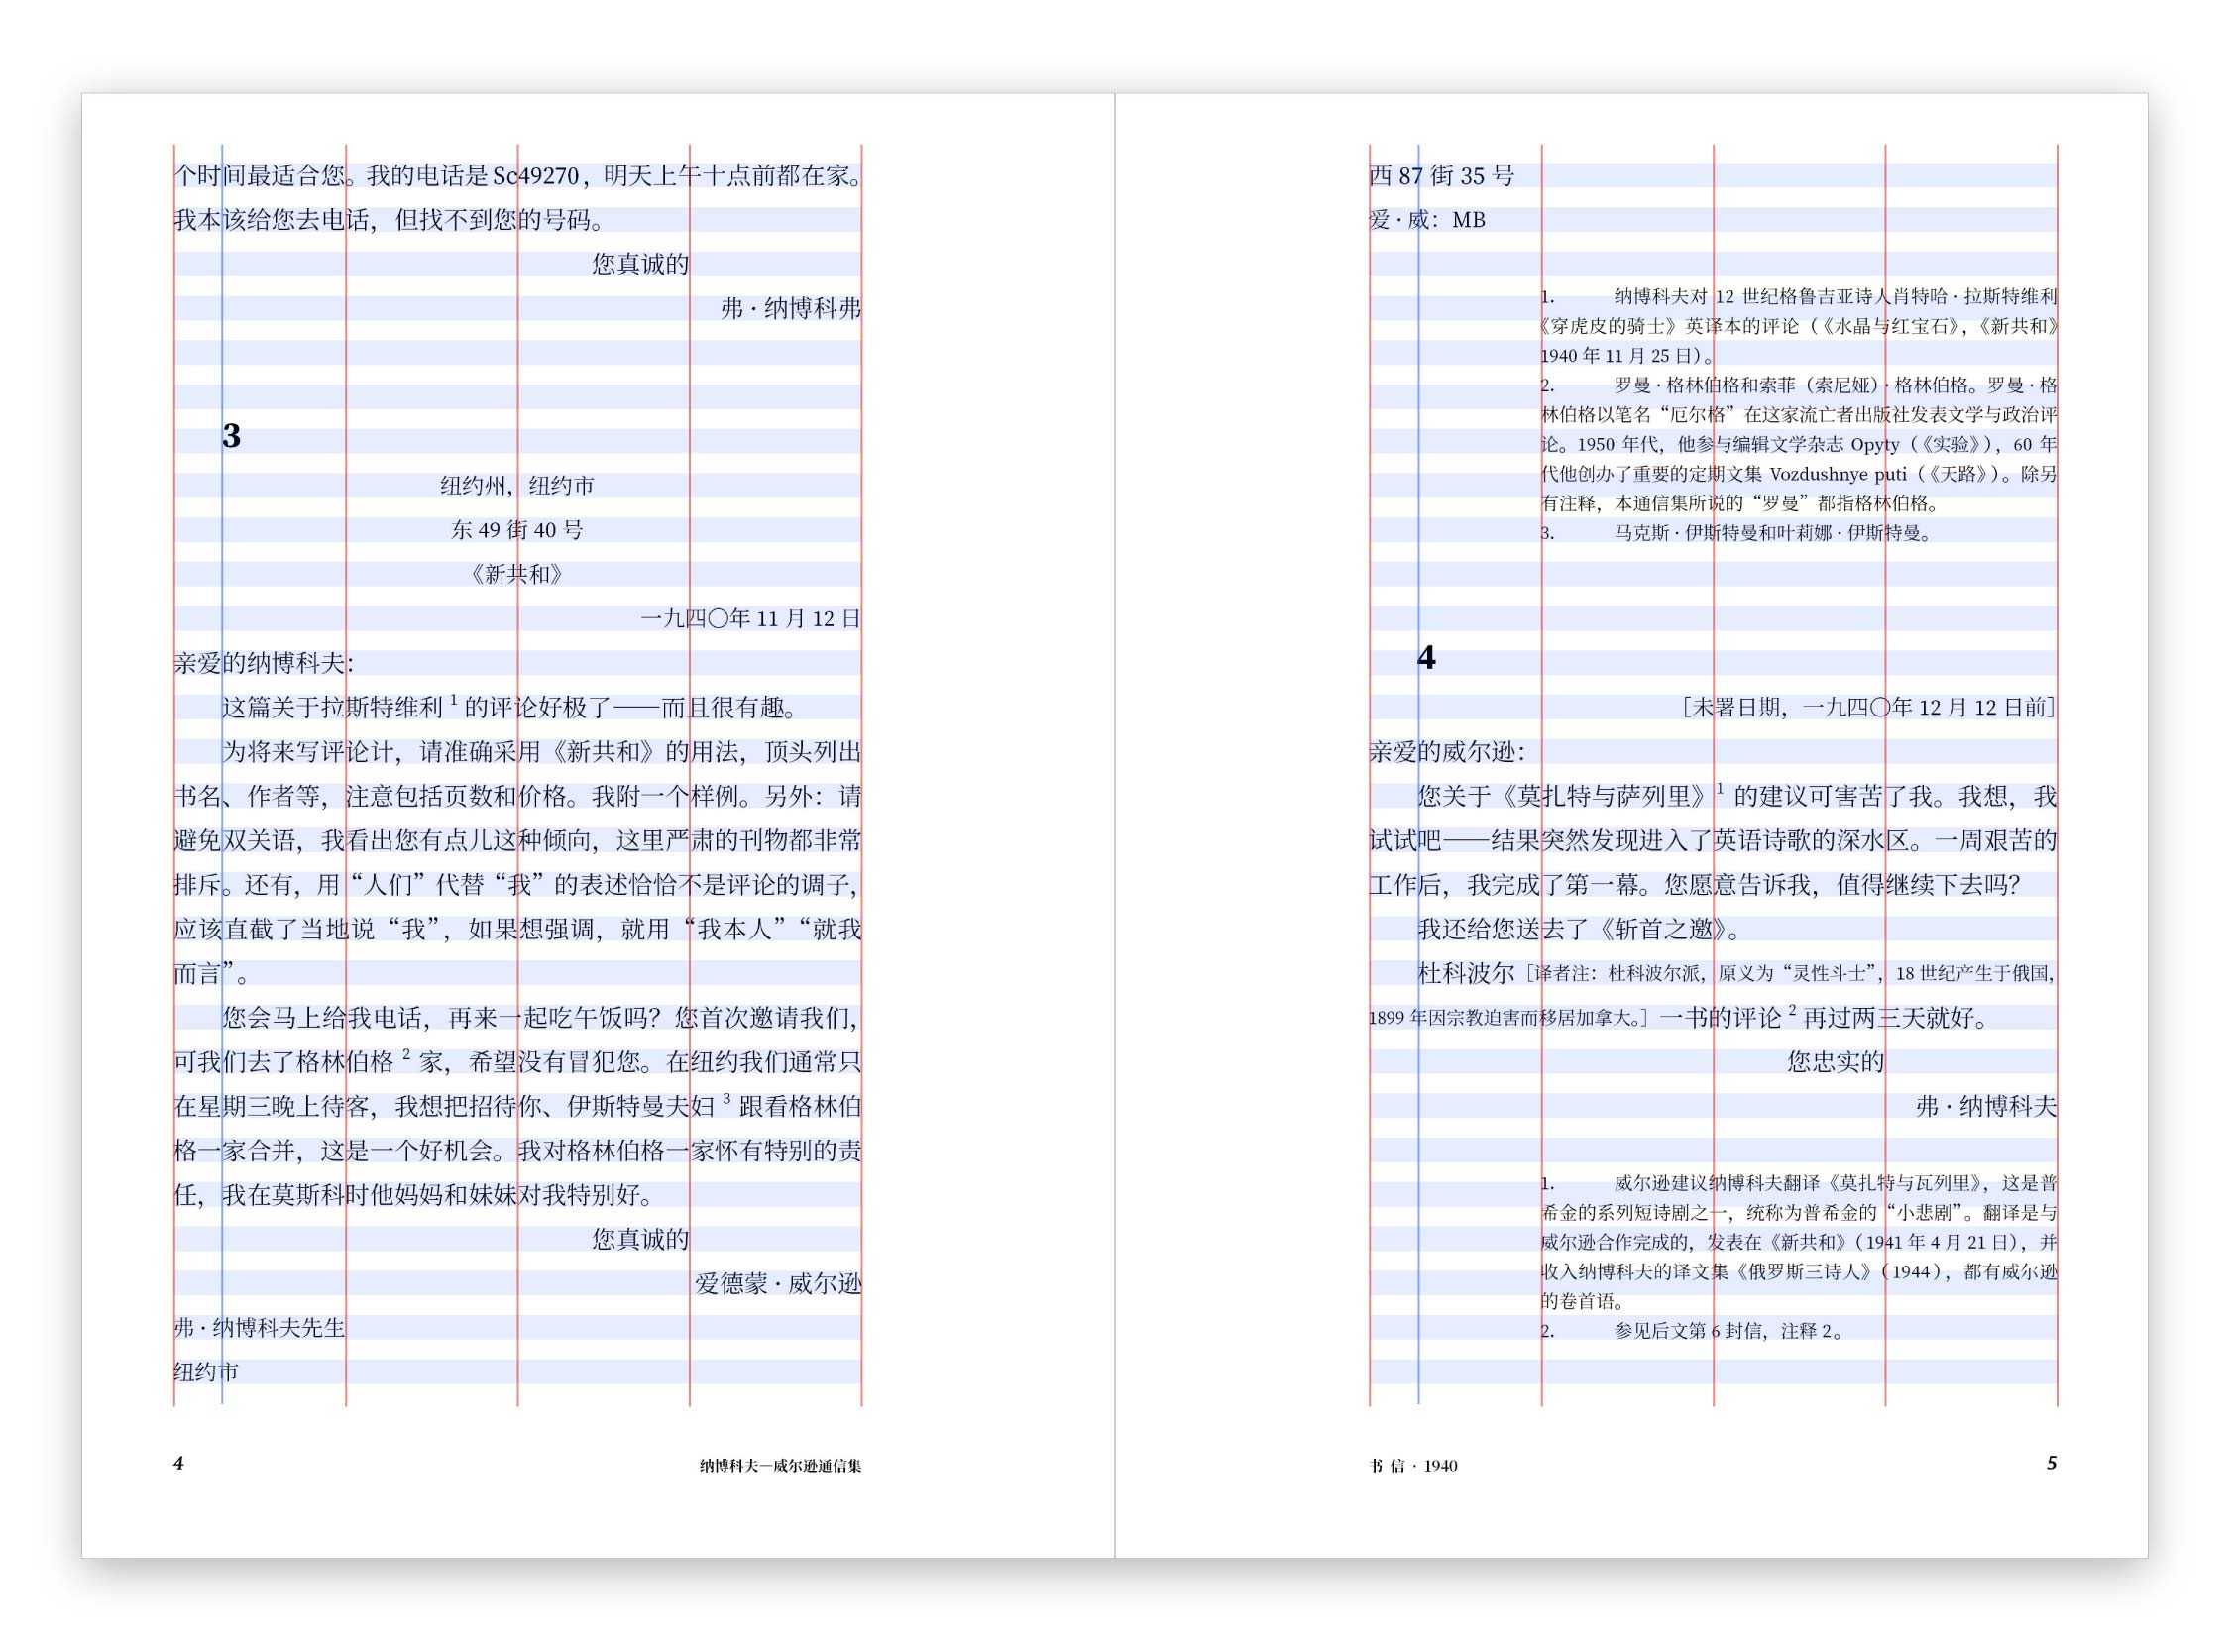 个时间最适合您。我的电话是 Sc49270，明天上午十点前都在家。
我本该给您去电话，但找不到您的号码。
您真诚的
弗·纳博科弗
3
纽约州，纽约市
东 49 街 40 号
《新共和》
一九四〇年 11 月 12 日
亲爱的纳博科夫：
这篇关于拉斯特维利 1 的评论好极了——而且很有趣。
为将来写评论计，请准确采用《新共和》的用法，顶头列出
书名、作者等，注意包括页数和价格。我附一个样例。另外：请
避免双关语，我看出您有点儿这种倾向，这里严肃的刊物都非常
排斥。还有，用“人们”代替“我”的表述恰恰不是评论的调子，
应该直截了当地说“我”，如果想强调，就用“我本人”“就我
而言”。
您会马上给我电话，再来一起吃午饭吗？您首次邀请我们，
可我们去了格林伯格 2 家，希望没有冒犯您。在纽约我们通常只
在星期三晚上待客，我想把招待你、伊斯特曼夫妇 3 跟看格林伯
格一家合并，这是一个好机会。我对格林伯格一家怀有特别的责
任，我在莫斯科时他妈妈和妹妹对我特别好。
您真诚的
爱德蒙·威尔逊
弗·纳博科夫先生
纽约市
4
纳博科夫—威尔逊通信集
西 87 街 35 号
爱·威：MB
1. 纳博科夫对 12 世纪格鲁吉亚诗人肖特哈·拉斯特维利
《穿虎皮的骑士》英译本的评论（《水晶与红宝石》，《新共和》
1940 年 11 月 25 日）。
2. 罗曼·格林伯格和索菲（索尼娅）·格林伯格。罗曼·格
林伯格以笔名“厄尔格”在这家流亡者出版社发表文学与政治评
论。1950 年代，他参与编辑文学杂志 Opyty（《实验》），60 年
代他创办了重要的定期文集 Vozdushnye puti（《天路》）。除另
有注释，本通信集所说的“罗曼”都指格林伯格。
3. 马克斯·伊斯特曼和叶莉娜·伊斯特曼。
4
［未署日期，一九四〇年 12 月 12 日前］
亲爱的威尔逊：
您关于《莫扎特与萨列里》1 的建议可害苦了我。我想，我
试试吧——结果突然发现进入了英语诗歌的深水区。一周艰苦的
工作后，我完成了第一幕。您愿意告诉我，值得继续下去吗？
我还给您送去了《斩首之邀》。
杜科波尔［译者注：杜科波尔派，原义为“灵性斗士”，18 世纪产生于俄国，
1899 年因宗教迫害而移居加拿大。］一书的评论 2 再过两三天就好。
您忠实的
弗·纳博科夫
1. 威尔逊建议纳博科夫翻译《莫扎特与瓦列里》，这是普
希金的系列短诗剧之一，统称为普希金的“小悲剧”。翻译是与
威尔逊合作完成的，发表在《新共和》（1941 年 4 月 21 日），并
收入纳博科夫的译文集《俄罗斯三诗人》（1944），都有威尔逊
的卷首语。
2. 参见后文第 6 封信，注释 2。
书 信 · 1940
5